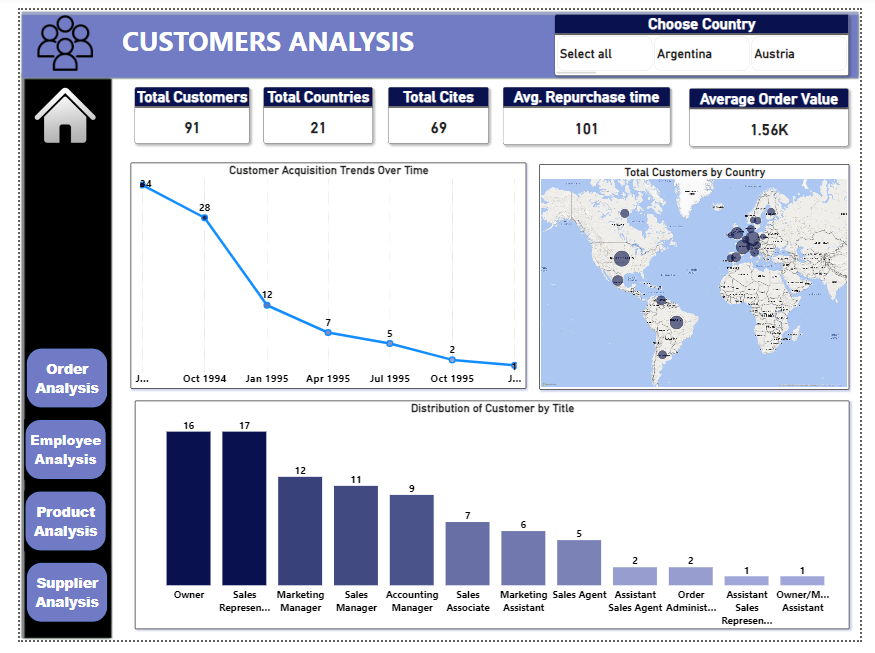 CUSTOMERS ANALYSIS
Choose Country
Select all
Argentina
Austria
Total Customers
91
Total Countries
21
Total Cites
69
Avg. Repurchase time
101
Average Order Value
1.56K
Order
Analysis
Employee
Analysis
Product
Analysis
Supplier
Analysis
Customer Acquisition Trends Over Time
28
12
7
5
2
1
J...
Oct 1994
Jan 1995
Apr 1995
Jul 1995
Oct 1995
J...
Total Customers by Country
Distribution of Customer by Title
16
17
12
11
9
7
6
5
2
2
1
1
Owner
Sales
Represen...
Marketing
Manager
Sales
Manager
Accounting
Manager
Sales
Associate
Marketing
Assistant
Sales Agent
Assistant
Sales Agent
Order
Administ...
Assistant
Sales
Represen...
Owner/M...
Assistant